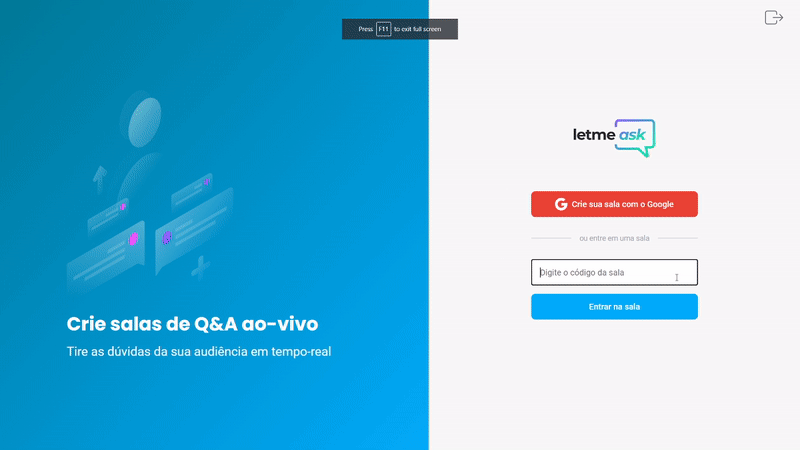 Press F11 to exit full screen
letme ask
Crie sua sala com o Google
ou entre em uma sala
Digite o código da sala
Entrar na sala
Crie salas de Q&A ao-vivo
Tire as dúvidas da sua audiência em tempo-real